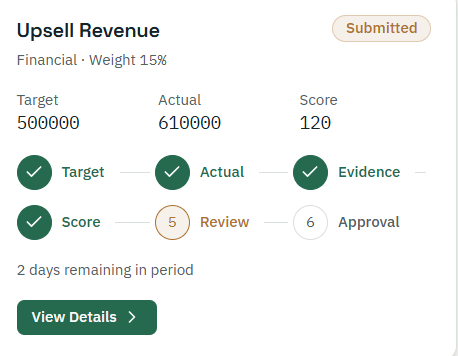 Upsell Revenue Submitted
Financial · Weight 15%
Target Actual Score
500000 610000 120
Target Actual Evidence
Score 5 Review 6 Approval
2 days remaining in period
View Details